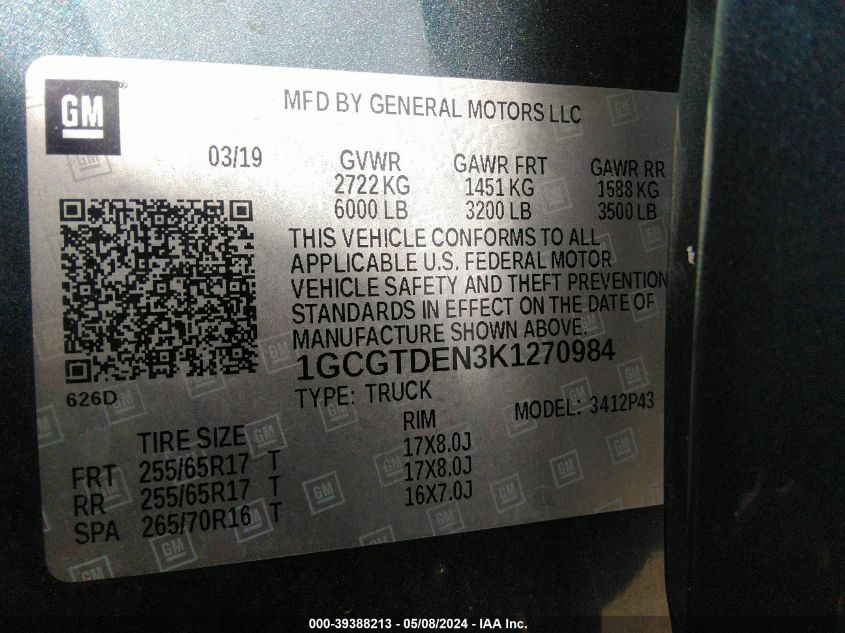 GM
MFD BY GENERAL MOTORS LLC
03/19 GVWR GAWR FRT GAWR RR
2722 KG 1451 KG 1588 KG
6000 LB 3200 LB 3500 LB
THIS VEHICLE CONFORMS TO ALL
APPLICABLE U.S. FEDERAL MOTOR
VEHICLE SAFETY AND THEFT PREVENTION
STANDARDS IN EFFECT ON THE DATE OF
MANUFACTURE SHOWN ABOVE.
1GCGTDEN3K1270984
626D TYPE: TRUCK MODEL: 3412P43
TIRE SIZE RIM
FRT 255/65R17 T 17X8.0J
RR 255/65R17 T 17X8.0J
SPA 265/70R16 T 16X7.0J
000-39388213 - 05/08/2024 - IAA Inc.